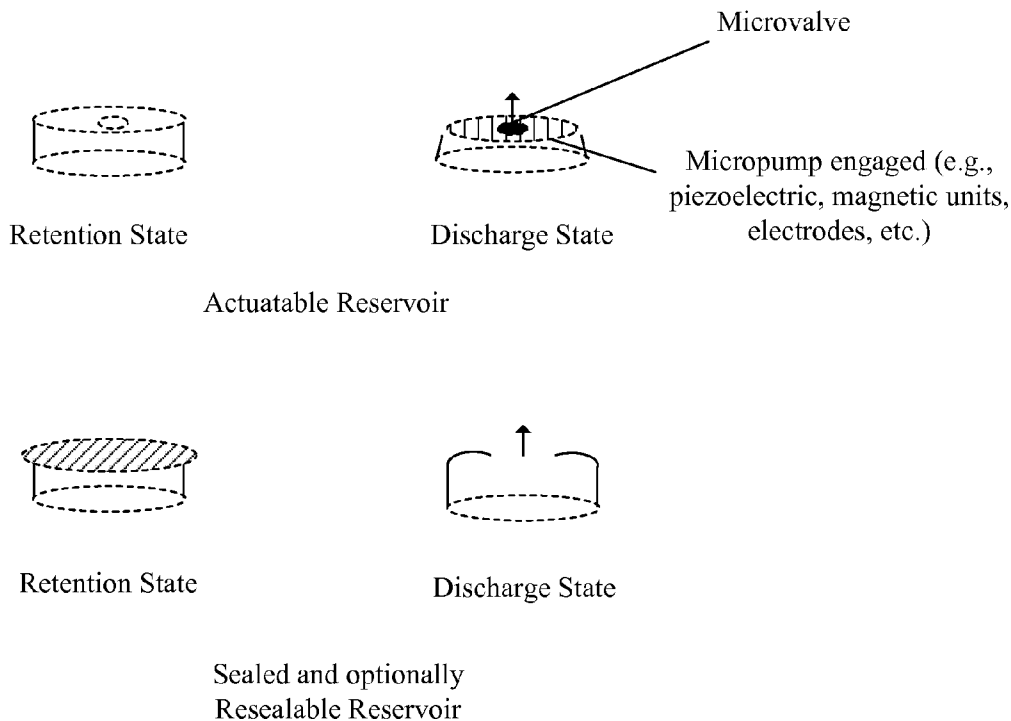 Microvalve
Micropump engaged (e.g.,
piezoelectric, magnetic units,
electrodes, etc.)
Retention State
Discharge State
Actuatable Reservoir
Retention State
Discharge State
Sealed and optionally
Resealable Reservoir